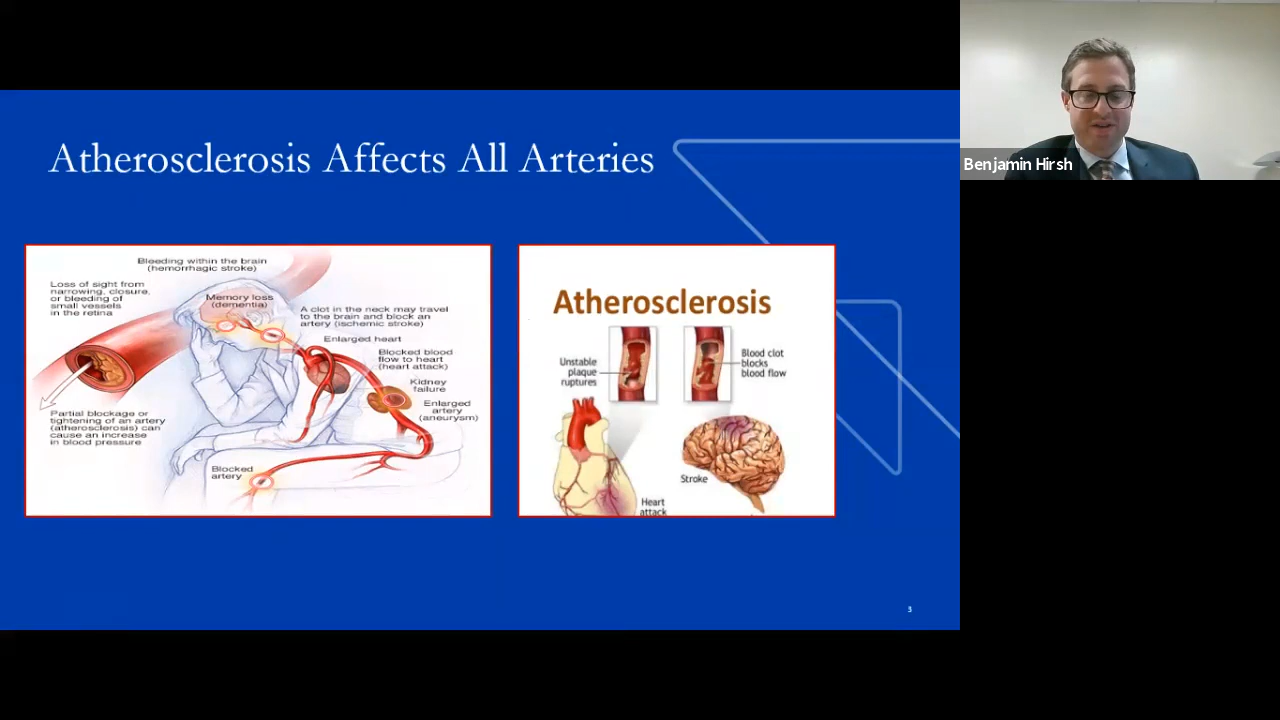 Atherosclerosis Affects All Arteries
Bleeding within the brain
(hemorrhagic stroke)
Loss of sight from
narrowing, closure,
or bleeding of
small vessels
in the retina
Memory loss
(dementia)
A clot in the neck may travel
to the brain and block an
artery (ischemic stroke)
Enlarged heart
Blocked blood
flow to heart
(heart attack)
Kidney
failure
Enlarged
artery
(aneurysm)
Partial blockage or
tightening of an artery
(atherosclerosis) can
cause an increase
in blood pressure
Blocked
artery
Atherosclerosis
Unstable
plaque
ruptures
Blood clot
blocks
blood flow
Stroke
Heart
attack
3
Benjamin Hirsh